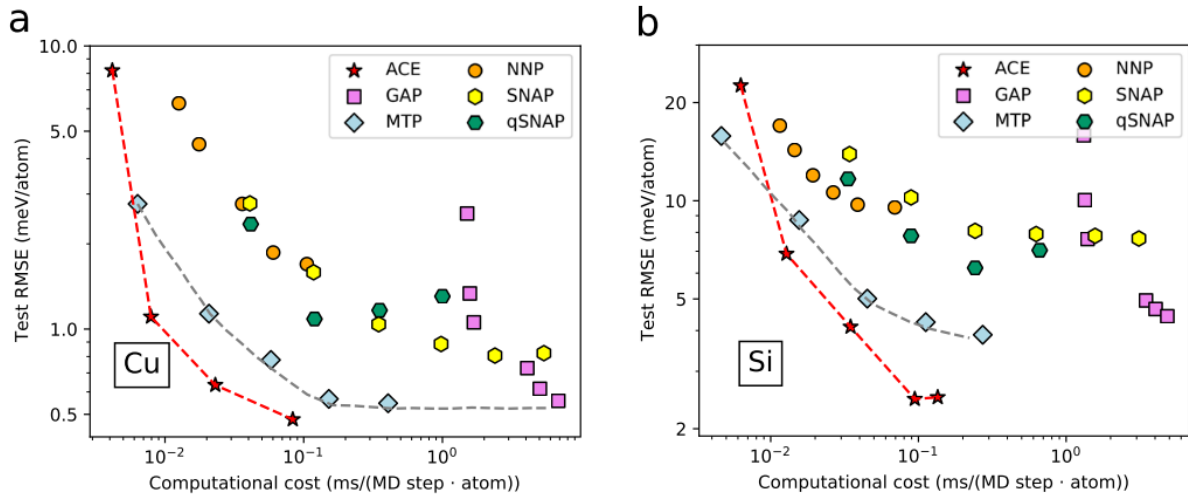 a
Test RMSE (meV/atom)
10.0
5.0
1.0
0.5
ACE
GAP
MTP
NNP
SNAP
qSNAP
Cu
10⁻² 10⁻¹ 10⁰
Computational cost (ms/(MD step · atom))
b
Test RMSE (meV/atom)
20
10
5
2
ACE
GAP
MTP
NNP
SNAP
qSNAP
Si
10⁻² 10⁻¹ 10⁰
Computational cost (ms/(MD step · atom))